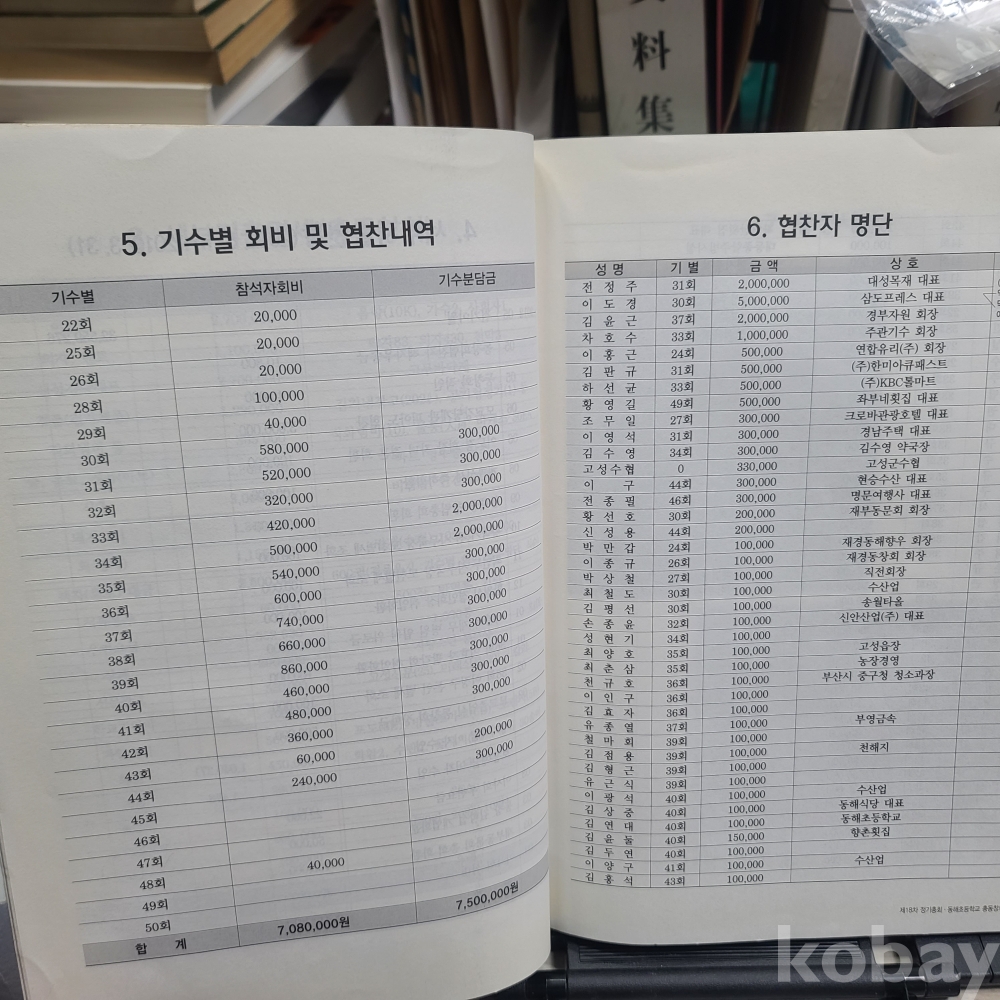 料
集
5. 기수별 회비 및 협찬내역
기수별 참석자회비 기수분담금
22회 20,000
25회 20,000
26회 20,000
28회 100,000
29회 40,000
30회 580,000 300,000
31회 520,000 300,000
32회 320,000 300,000
33회 420,000 2,000,000
34회 500,000 2,000,000
35회 540,000 300,000
36회 600,000 300,000
37회 740,000 300,000
38회 660,000 300,000
39회 860,000 300,000
40회 460,000 300,000
41회 480,000 300,000
42회 360,000
43회 60,000 200,000
44회 240,000 300,000
45회
46회
47회
48회 40,000
49회
50회
합 계 7,080,000원 7,500,000원
6. 협찬자 명단
성 명 기 별 금 액 상 호
전 정 주 31회 2,000,000 대성목재 대표
이 도 경 30회 5,000,000 삼도프레스 대표
김 윤 근 37회 2,000,000 경부자원 회장
차 호 수 33회 1,000,000 주관기수 회장
이 홍 근 24회 500,000 연합유리(주) 회장
김 판 규 31회 500,000 (주)한미아큐패스트
하 선 균 33회 500,000 (주)KBC톨마트
황 영 길 49회 500,000 좌부네횟집 대표
조 무 일 27회 300,000 크로바관광호텔 대표
이 영 석 31회 300,000 경남주택 대표
김 수 영 34회 300,000 김수영 약국장
고성수협 0 330,000 고성군수협
이 구 44회 300,000 현승수산 대표
전 종 필 46회 300,000 명문여행사 대표
황 선 호 30회 200,000 재부동문회 회장
신 성 용 44회 200,000
박 만 갑 24회 100,000 재경동해향우 회장
이 종 규 26회 100,000 재경동창회 회장
박 상 철 27회 100,000 직전회장
최 철 도 30회 100,000 수산업
김 평 선 30회 100,000 송월타올
손 종 윤 32회 100,000 신안산업(주) 대표
성 현 기 34회 100,000
최 양 호 35회 100,000 고성읍장
최 춘 삼 35회 100,000 농장경영
천 규 호 36회 100,000 부산시 중구청 청소과장
이 인 구 36회 100,000
김 효 자 36회 100,000
유 종 열 37회 100,000 부영금속
철 마 회 39회 100,000
김 점 용 39회 100,000 천해지
김 형 근 39회 100,000
유 근 식 39회 100,000
이 광 석 40회 100,000 수산업
김 상 중 40회 100,000 동해식당 대표
김 연 대 40회 100,000 동해초등학교
김 윤 둘 40회 150,000 향촌횟집
김 두 연 40회 100,000
이 양 구 41회 100,000 수산업
김 홍 석 43회 100,000
제18차 정기총회 · 동해초등학교 총동창
kobay